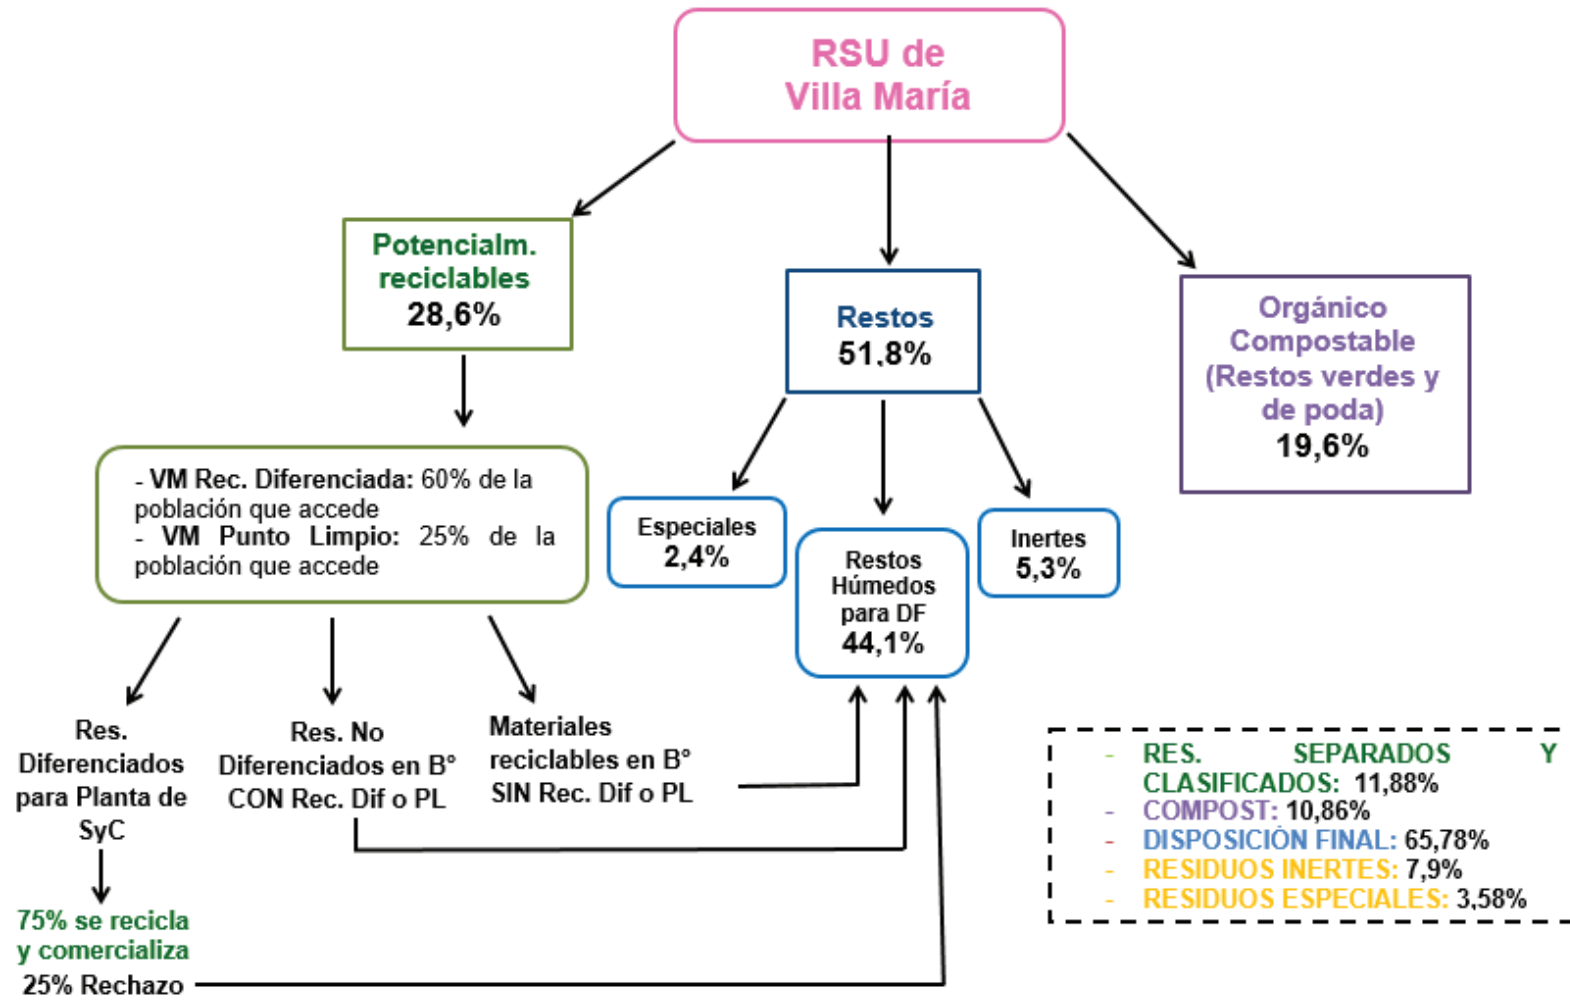 RSU de
Villa María
Potencialm.
reciclables
28,6%
Restos
51,8%
Orgánico
Compostable
(Restos verdes y
de poda)
19,6%
- VM Rec. Diferenciada: 60% de la
población que accede
- VM Punto Limpio: 25% de la
población que accede
Especiales
2,4%
Restos
Húmedos
para DF
44,1%
Inertes
5,3%
Res.
Diferenciados
para Planta de
SyC
Res. No
Diferenciados en B°
CON Rec. Dif o PL
Materiales
reciclables en B°
SIN Rec. Dif o PL
75% se recicla
y comercializa
25% Rechazo
- RES. SEPARADOS Y
CLASIFICADOS: 11,88%
- COMPOST: 10,86%
- DISPOSICIÓN FINAL: 65,78%
- RESIDUOS INERTES: 7,9%
- RESIDUOS ESPECIALES: 3,58%